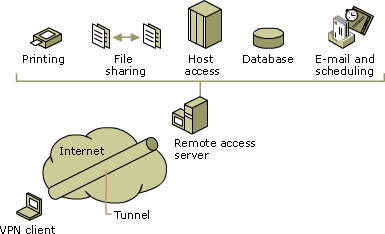 Printing
File
sharing
Host
access
Database
E-mail and
scheduling
Remote access
server
Internet
Tunnel
VPN client